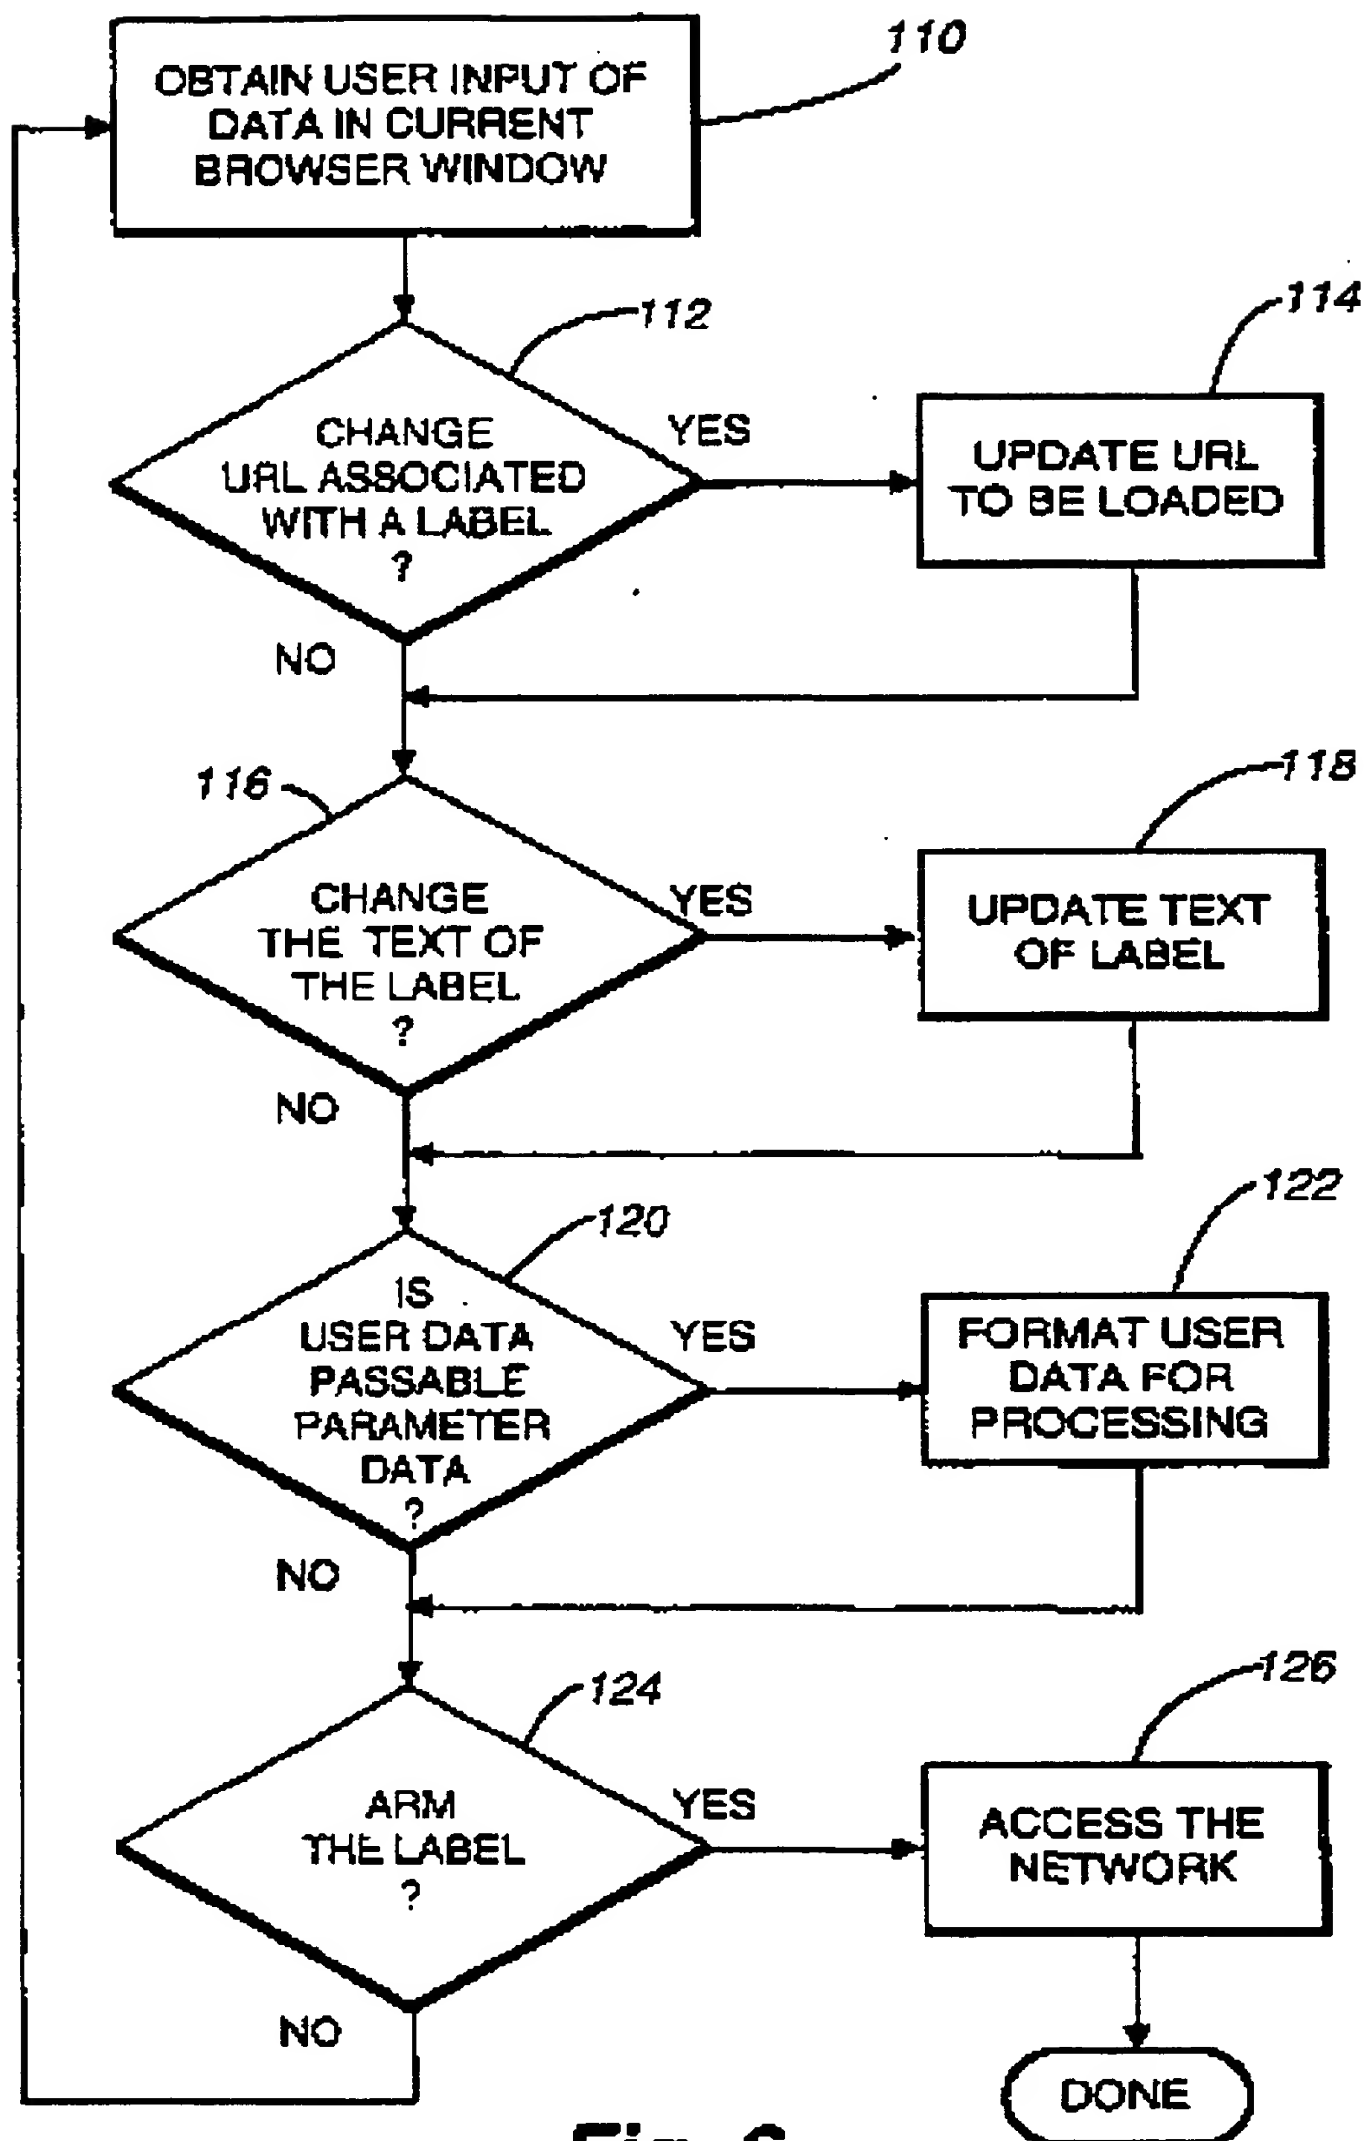 110
OBTAIN USER INPUT OF
DATA IN CURRENT
BROWSER WINDOW
112
114
CHANGE
URL ASSOCIATED
WITH A LABEL
?
YES
UPDATE URL
TO BE LOADED
NO
116
118
CHANGE
THE TEXT OF
THE LABEL
?
YES
UPDATE TEXT
OF LABEL
NO
120
122
IS
USER DATA
PASSABLE
PARAMETER
DATA
?
YES
FORMAT USER
DATA FOR
PROCESSING
NO
124
126
ARM
THE LABEL
?
YES
ACCESS THE
NETWORK
NO
DONE